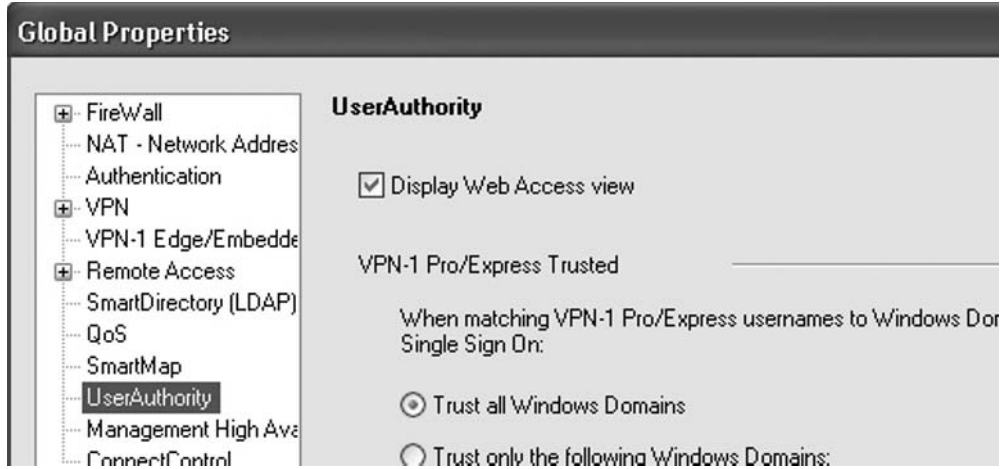 Global Properties
FireWall
NAT - Network Addres
Authentication
VPN
VPN-1 Edge/Embedde
Remote Access
SmartDirectory (LDAP)
QoS
SmartMap
UserAuthority
Management High Ava
ConnectControl
UserAuthority
Display Web Access view
VPN-1 Pro/Express Trusted
When matching VPN-1 Pro/Express usernames to Windows Dor
Single Sign On:
Trust all Windows Domains
Trust only the following Windows Domains: